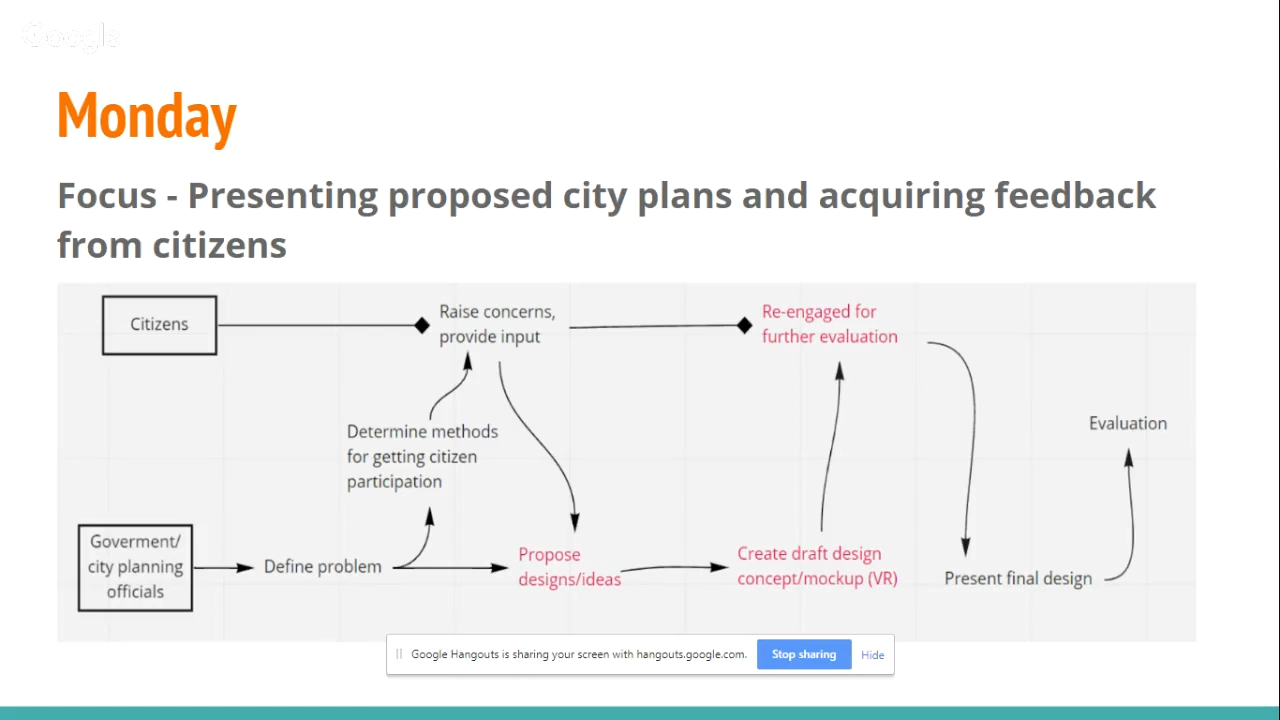 Google
Monday
Focus - Presenting proposed city plans and acquiring feedback
from citizens
Citizens
Raise concerns,
provide input
Re-engaged for
further evaluation
Evaluation
Determine methods
for getting citizen
participation
Goverment/
city planning
officials
Define problem
Propose
designs/ideas
Create draft design
concept/mockup (VR)
Present final design
Google Hangouts is sharing your screen with hangouts.google.com.
Stop sharing
Hide